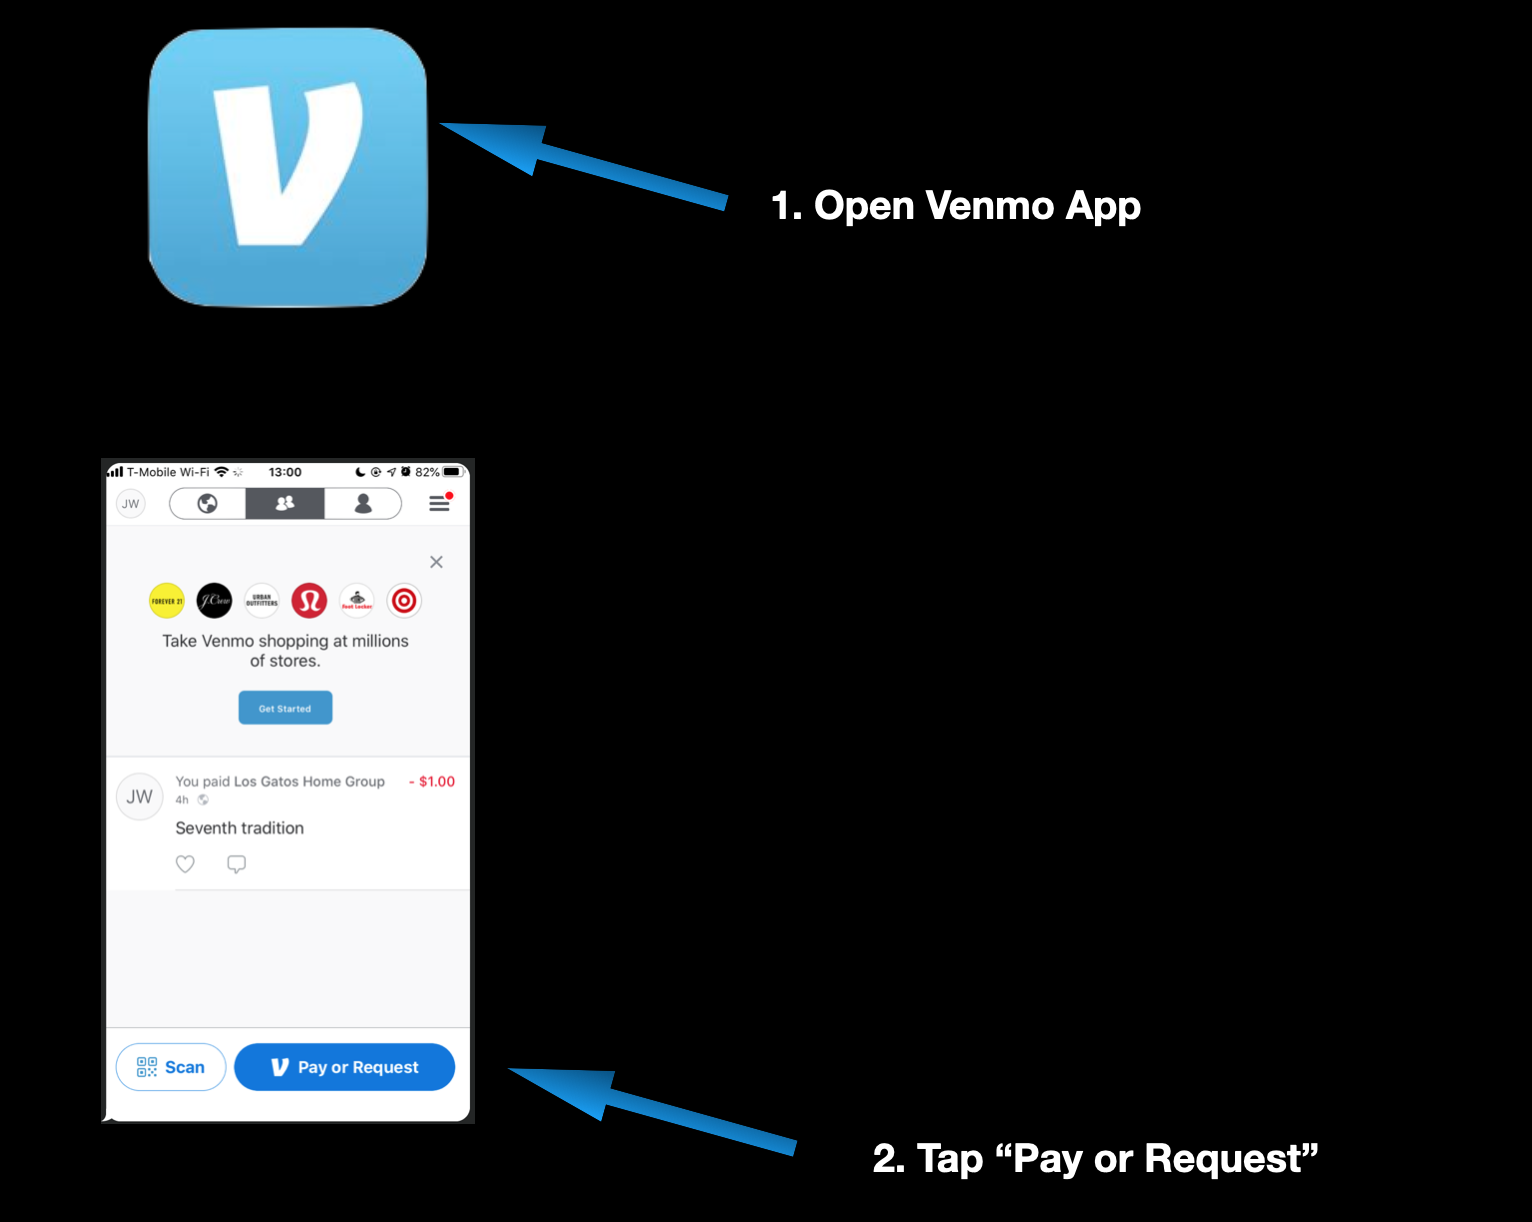 V
1. Open Venmo App
T-Mobile Wi-Fi 13:00 82%
JW
FOREVER 21 J.Crew URBAN OUTFITTERS Foot Locker
Take Venmo shopping at millions
of stores.
Get Started
JW
You paid Los Gatos Home Group - $1.00
4h
Seventh tradition
Scan V Pay or Request
2. Tap “Pay or Request”